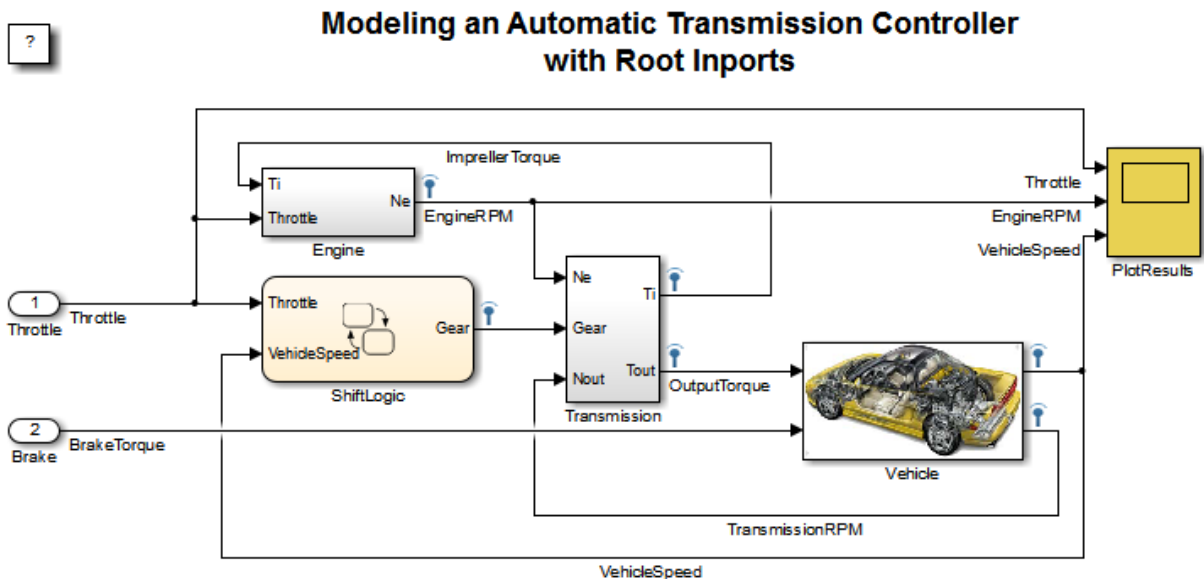 Modeling an Automatic Transmission Controller
with Root Inports
?
ImprellerTorque
Ti
Ne
Throttle
EngineRPM
Engine
Throttle
EngineRPM
VehicleSpeed
PlotResults
1
Throttle
Throttle
Throttle
Gear
VehicleSpeed
ShiftLogic
Ne
Ti
Gear
Tout
Nout
OutputTorque
Transmission
2
Brake
BrakeTorque
Vehicle
TransmissionRPM
VehicleSpeed